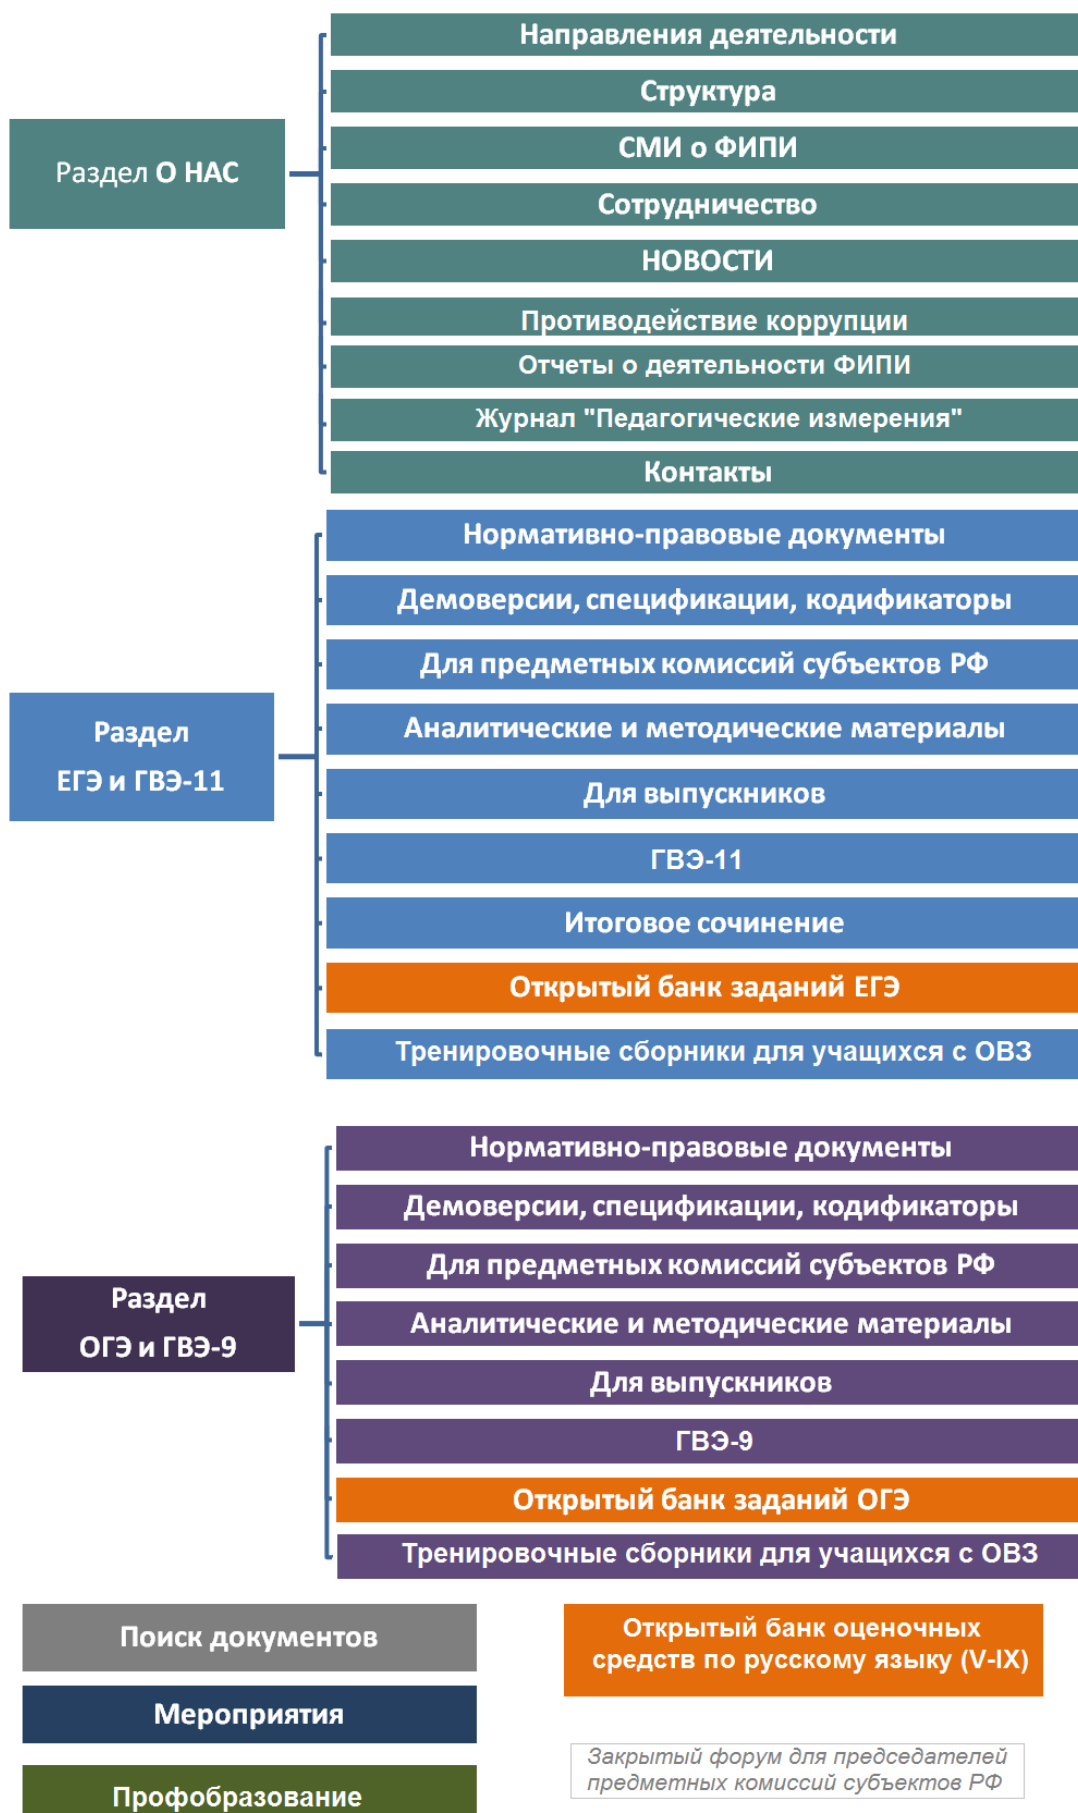 Направления деятельности
Структура
СМИ о ФИПИ
Раздел О НАС
Сотрудничество
НОВОСТИ
Противодействие коррупции
Отчеты о деятельности ФИПИ
Журнал "Педагогические измерения"
Контакты
Нормативно-правовые документы
Демоверсии, спецификации, кодификаторы
Для предметных комиссий субъектов РФ
Раздел
ЕГЭ и ГВЭ-11
Аналитические и методические материалы
Для выпускников
ГВЭ-11
Итоговое сочинение
Открытый банк заданий ЕГЭ
Тренировочные сборники для учащихся с ОВЗ
Нормативно-правовые документы
Демоверсии, спецификации, кодификаторы
Для предметных комиссий субъектов РФ
Раздел
ОГЭ и ГВЭ-9
Аналитические и методические материалы
Для выпускников
ГВЭ-9
Открытый банк заданий ОГЭ
Тренировочные сборники для учащихся с ОВЗ
Поиск документов
Открытый банк оценочных
средств по русскому языку (V-IX)
Мероприятия
Закрытый форум для председателей
предметных комиссий субъектов РФ
Профобразование